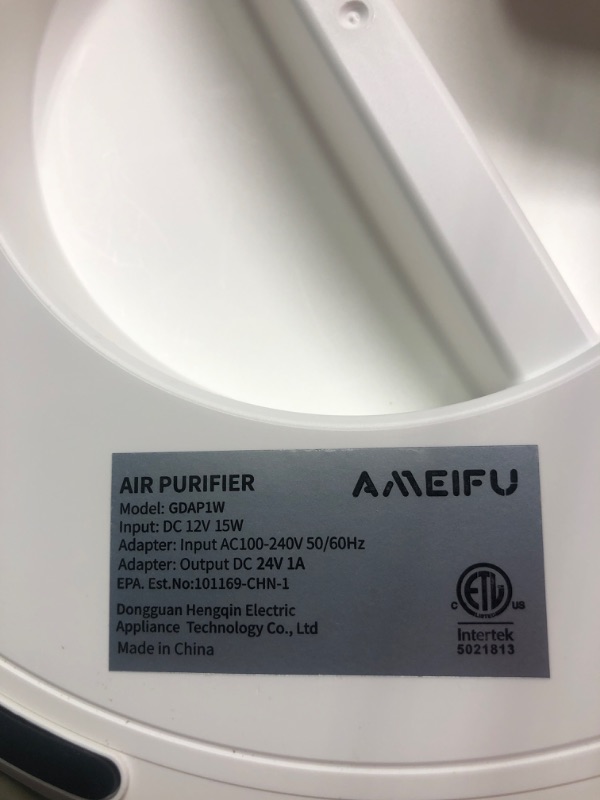 AIR PURIFIER
AMEIFU
Model: GDAP1W
Input: DC 12V 15W
Adapter: Input AC100-240V 50/60Hz
Adapter: Output DC 24V 1A
EPA. Est.No:101169-CHN-1
Dongguan Hengqin Electric
Appliance Technology Co., Ltd
Made in China
ETL
C US
LISTED
Intertek
5021813